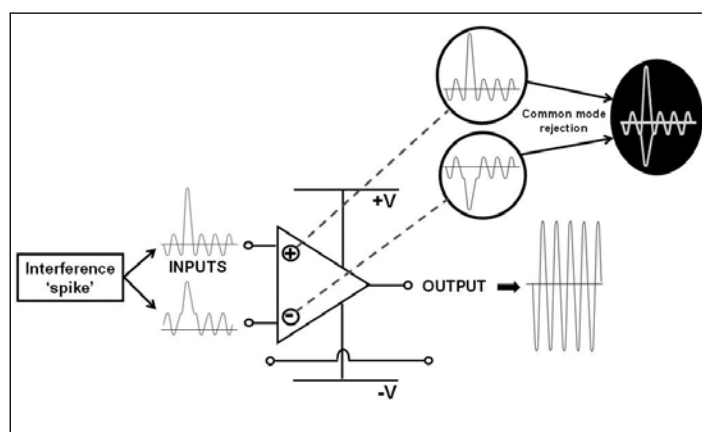 Common mode
rejection
+V
Interference
'spike'
INPUTS
+
OUTPUT
-
-V